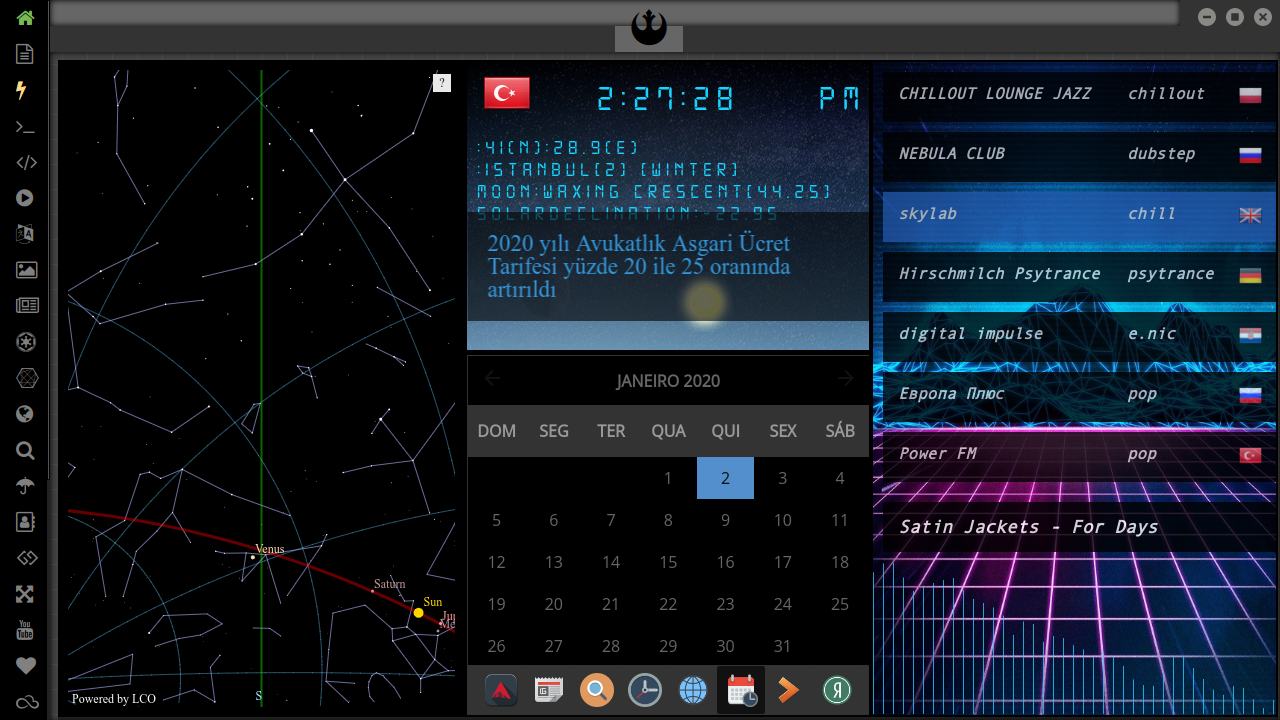 ?
Venus
Saturn
Sun
S
Powered by LCO
2:27:28 PM
:41(N):28.9(E)
:ISTANBUL(2) (WINTER)
MOON:WAXING CRESCENT(44.25)
SOLARDECLINATION:-22.95
2020 yılı Avukatlık Asgari Ücret
Tarifesi yüzde 20 ile 25 oranında
artırıldı
JANEIRO 2020
DOM SEG TER QUA QUI SEX SÁB
1 2 3 4
5 6 7 8 9 10 11
12 13 14 15 16 17 18
19 20 21 22 23 24 25
26 27 28 29 30 31
CHILLOUT LOUNGE JAZZ chillout
NEBULA CLUB dubstep
skylab chill
Hirschmilch Psytrance psytrance
digital impulse e.nic
Европа Плюс pop
Power FM pop
Satin Jackets - For Days
You
Tube
Я